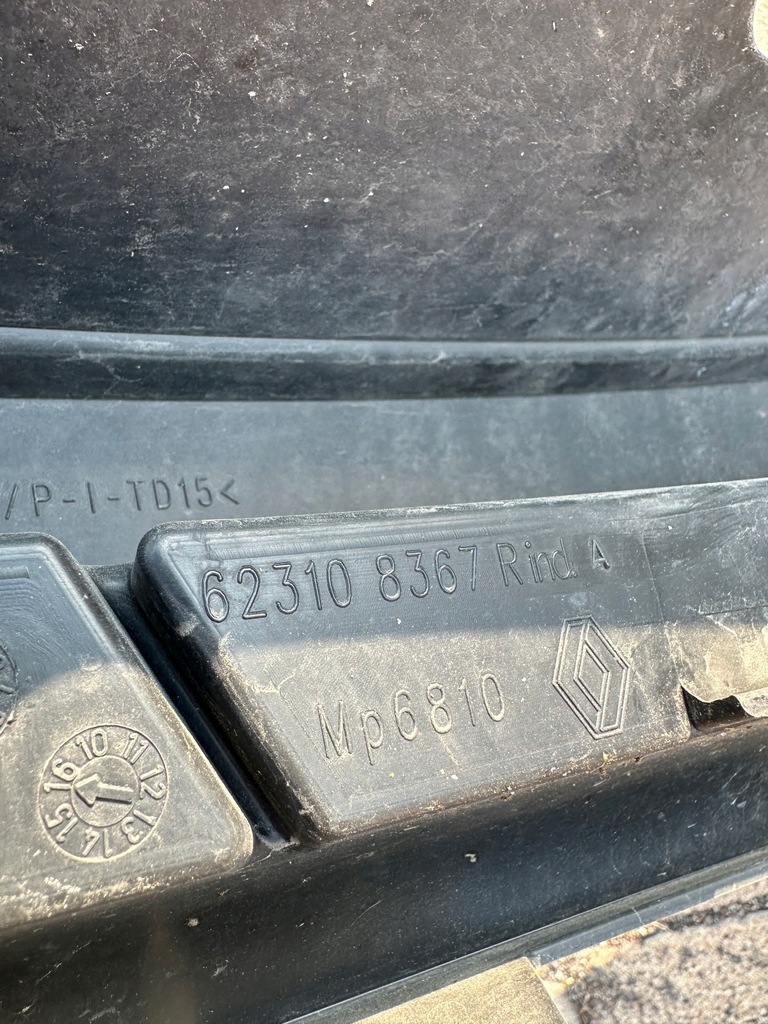 /P-I-TD15<
62310 8367 R ind. A
Mp6810
10 11 12 13 14 15 16